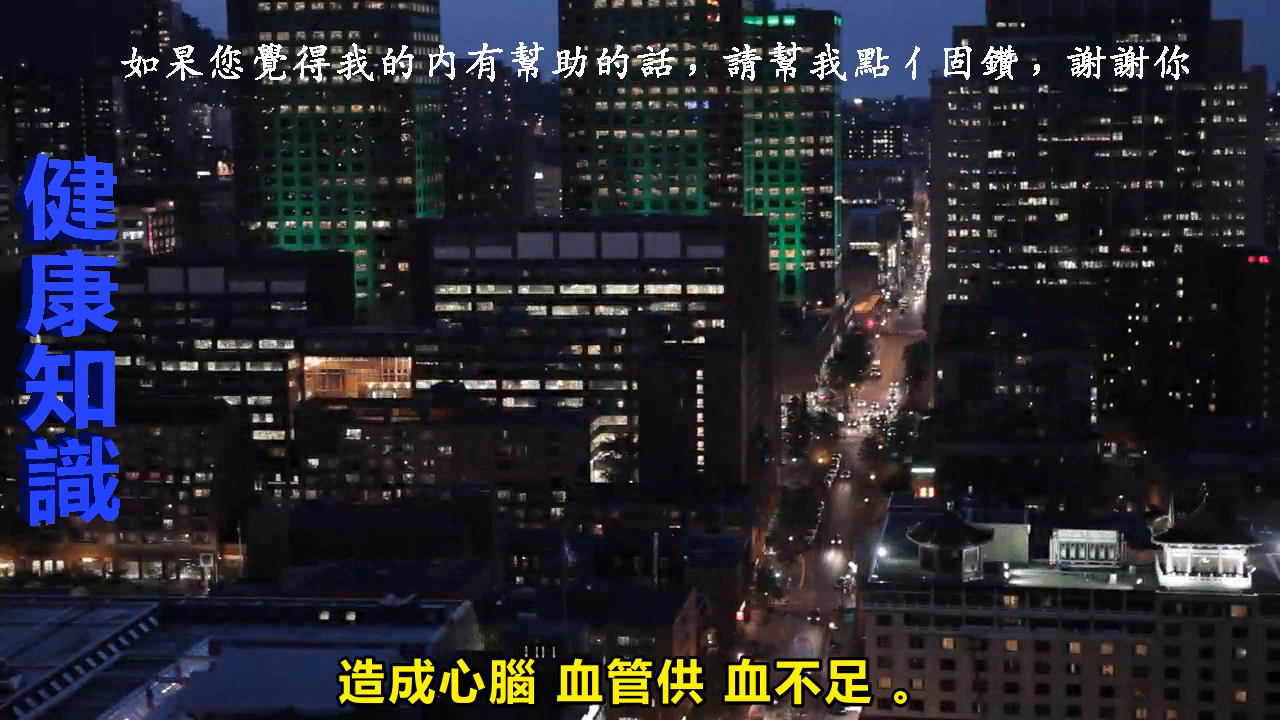 如果您覺得我的内有幫助的話，請幫我點亻固鑽，謝謝你
健康知識
造成心腦 血管供 血不足 。